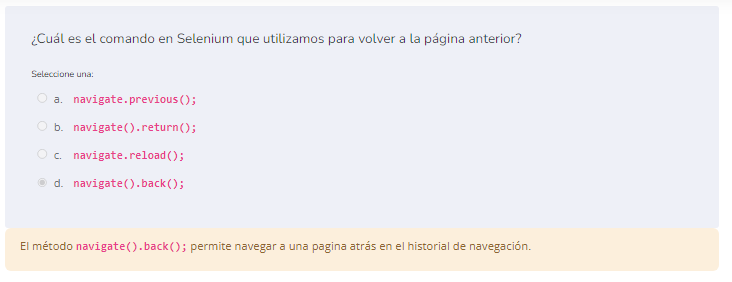 ¿Cuál es el comando en Selenium que utilizamos para volver a la página anterior?
Seleccione una:
a. navigate.previous();
b. navigate().return();
c. navigate.reload();
d. navigate().back();
El método navigate().back(); permite navegar a una pagina atrás en el historial de navegación.